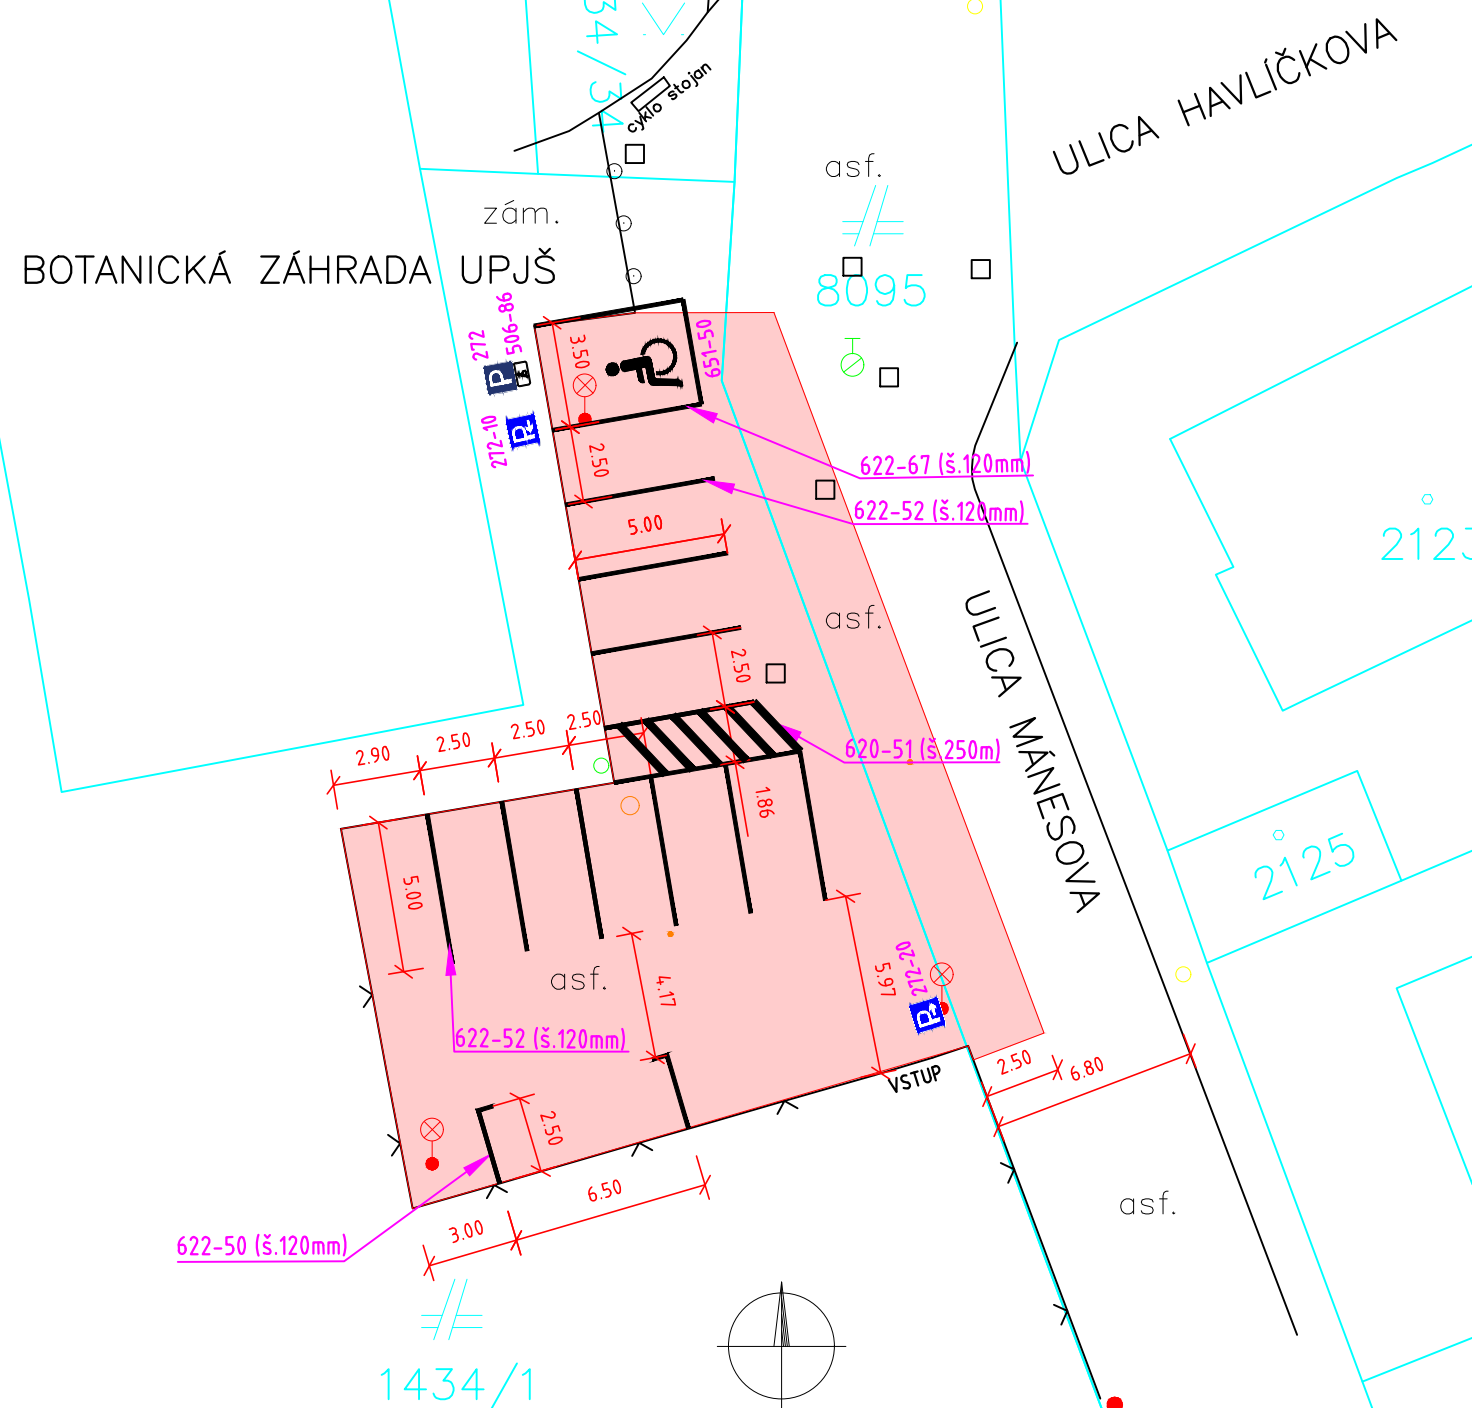 34/34
cyklo stojan
ULICA HAVLÍČKOVA
asf.
zám.
BOTANICKÁ ZÁHRADA UPJŠ
8095
272
506-86
P
3.50
651-50
272-10
P
2.50
622-67 (š.120mm)
622-52 (š.120mm)
5.00
2123
asf.
ULICA MÁNESOVA
2.50
2.90
2.50
2.50
2.50
620-51 (š.250m)
1.86
2125
5.00
asf.
4.17
5.97
272-20
P
622-52 (š.120mm)
VSTUP
2.50
6.80
2.50
6.50
3.00
asf.
622-50 (š.120mm)
1434/1